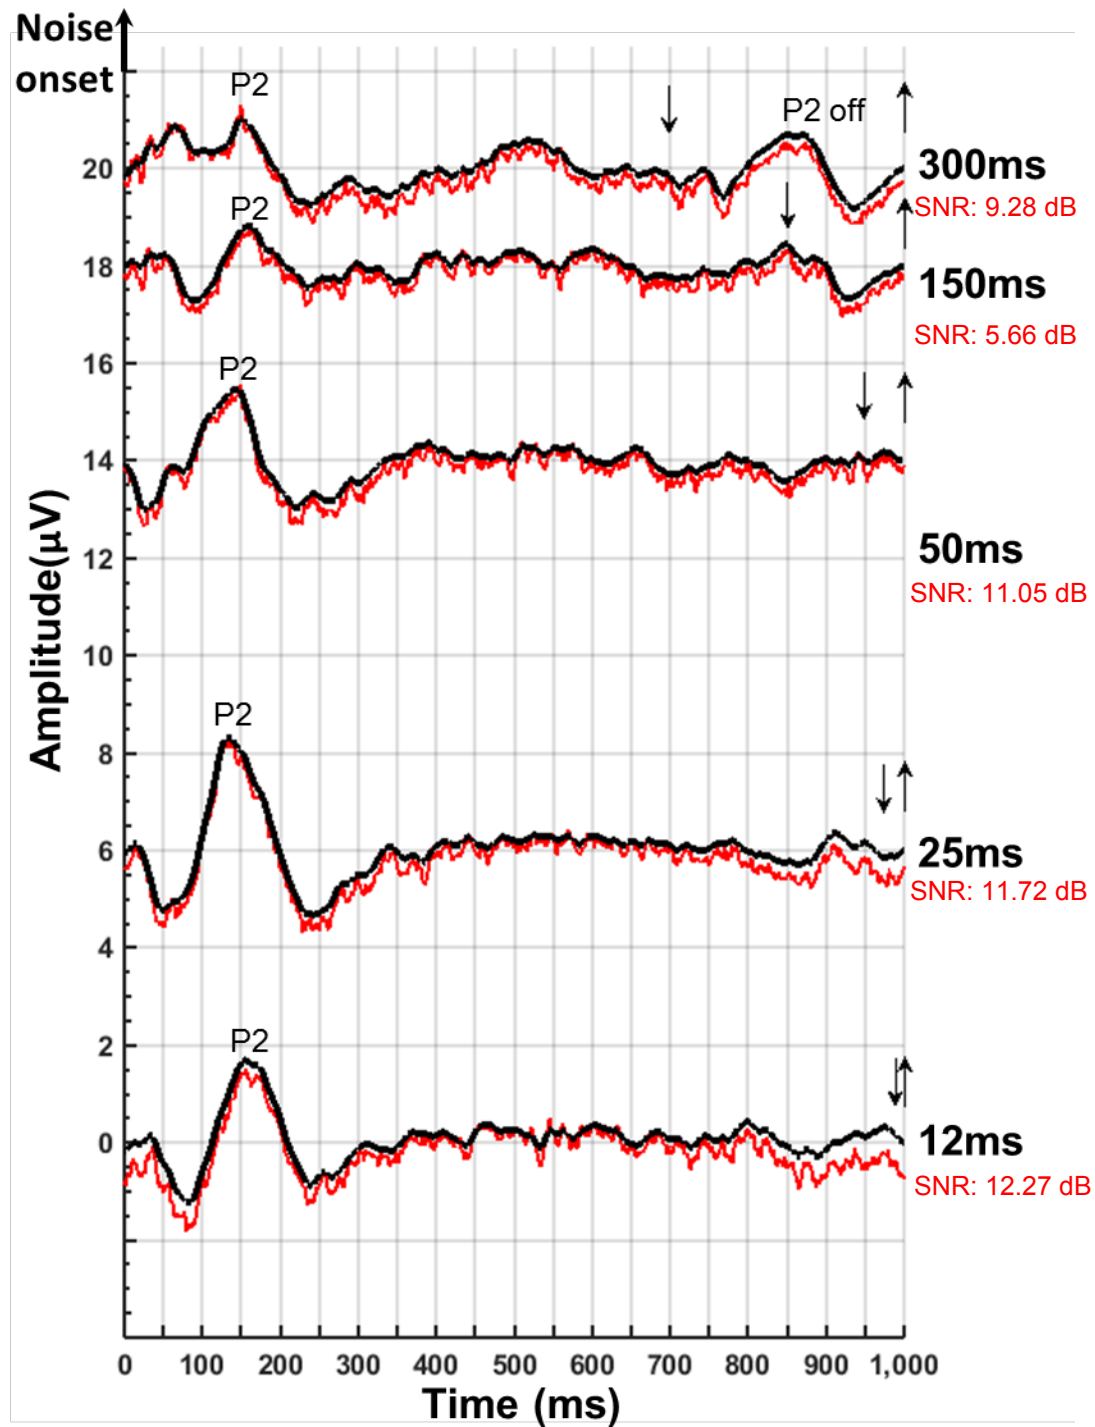 Noise
onset
P2
P2 off
20
300ms
SNR: 9.28 dB
P2
18
150ms
SNR: 5.66 dB
16
P2
14
12
50ms
SNR: 11.05 dB
10
Amplitude(μV)
P2
8
6
25ms
SNR: 11.72 dB
4
2
P2
0
12ms
SNR: 12.27 dB
0 100 200 300 400 500 600 700 800 900 1,000
Time (ms)